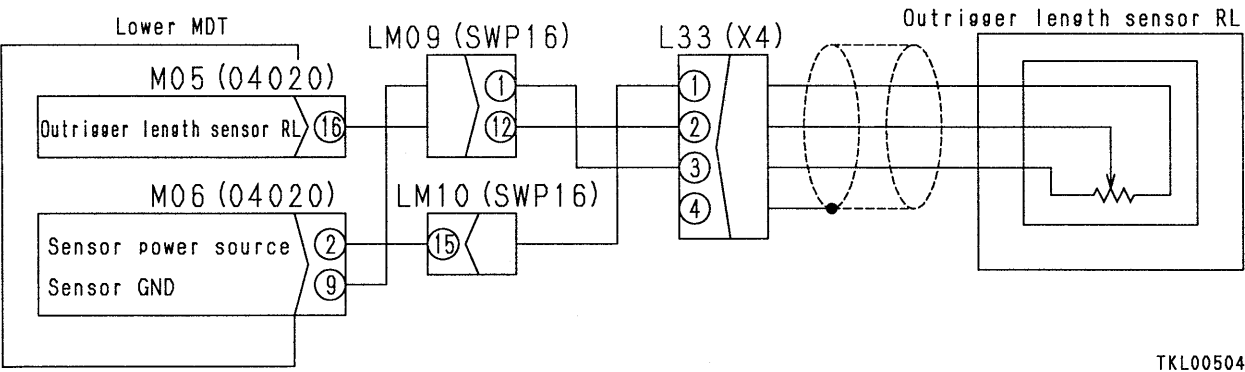 Lower MDT
Outrigger length sensor RL
LM09 (SWP16)
L33 (X4)
M05 (04020)
Outrigger length sensor RL
16
1
12
1
2
3
4
M06 (04020)
LM10 (SWP16)
Sensor power source
2
15
Sensor GND
9
TKL00504